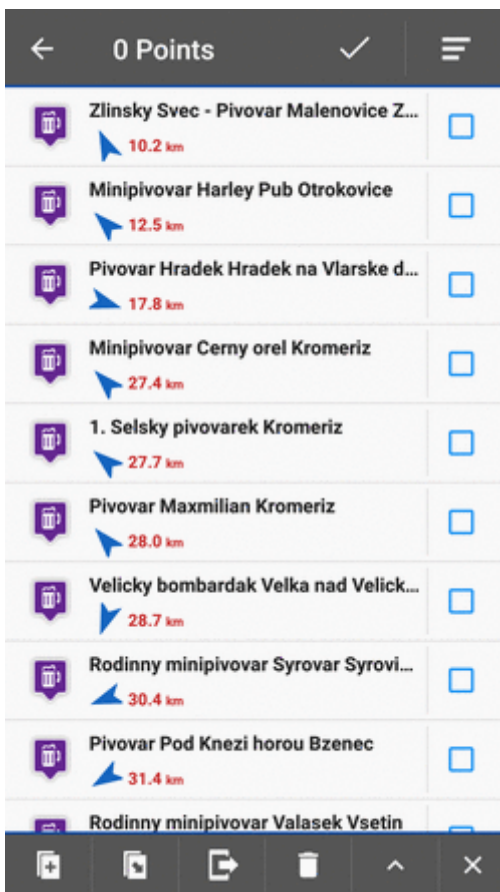 0 Points
Zlinsky Svec - Pivovar Malenovice Z...
10.2 km
Minipivovar Harley Pub Otrokovice
12.5 km
Pivovar Hradek Hradek na Vlarske d...
17.8 km
Minipivovar Cerny orel Kromeriz
27.4 km
1. Selsky pivovarek Kromeriz
27.7 km
Pivovar Maxmilian Kromeriz
28.0 km
Velicky bombardak Velka nad Velick...
28.7 km
Rodinny minipivovar Syrovar Syrovi...
30.4 km
Pivovar Pod Knezi horou Bzenec
31.4 km
Rodinny minipivovar Valasek Vsetin